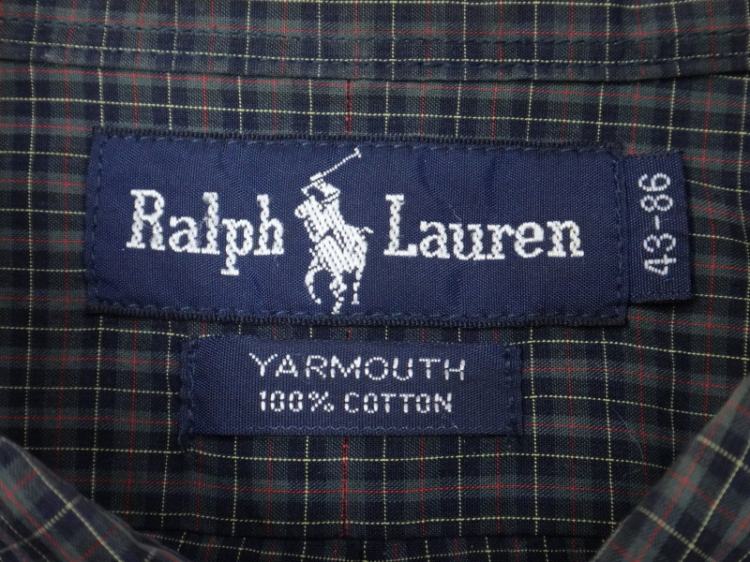 Ralph Lauren
43-86
YARMOUTH
100% COTTON